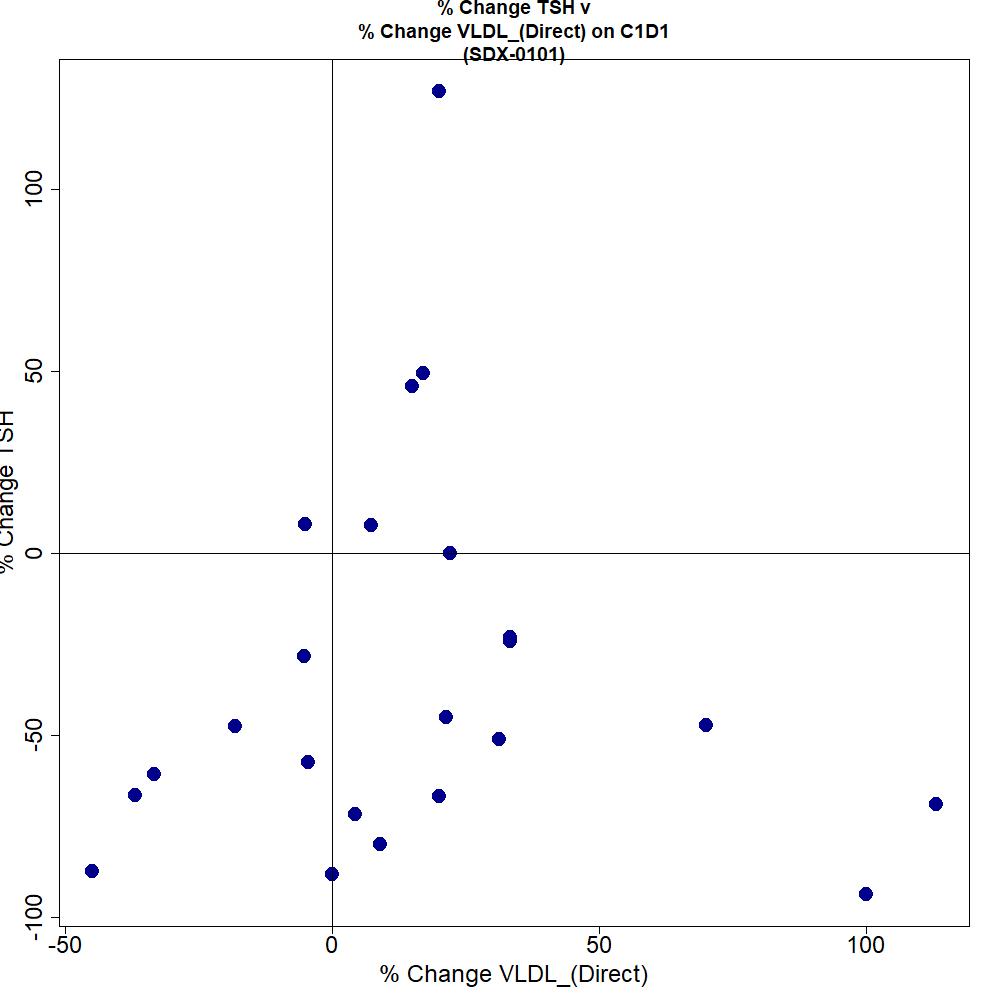 % Change TSH v
% Change VLDL_(Direct) on C1D1
(SDX-0101)
100
50
0
-50
-100
% Change TSH
-50
0
50
100
% Change VLDL_(Direct)